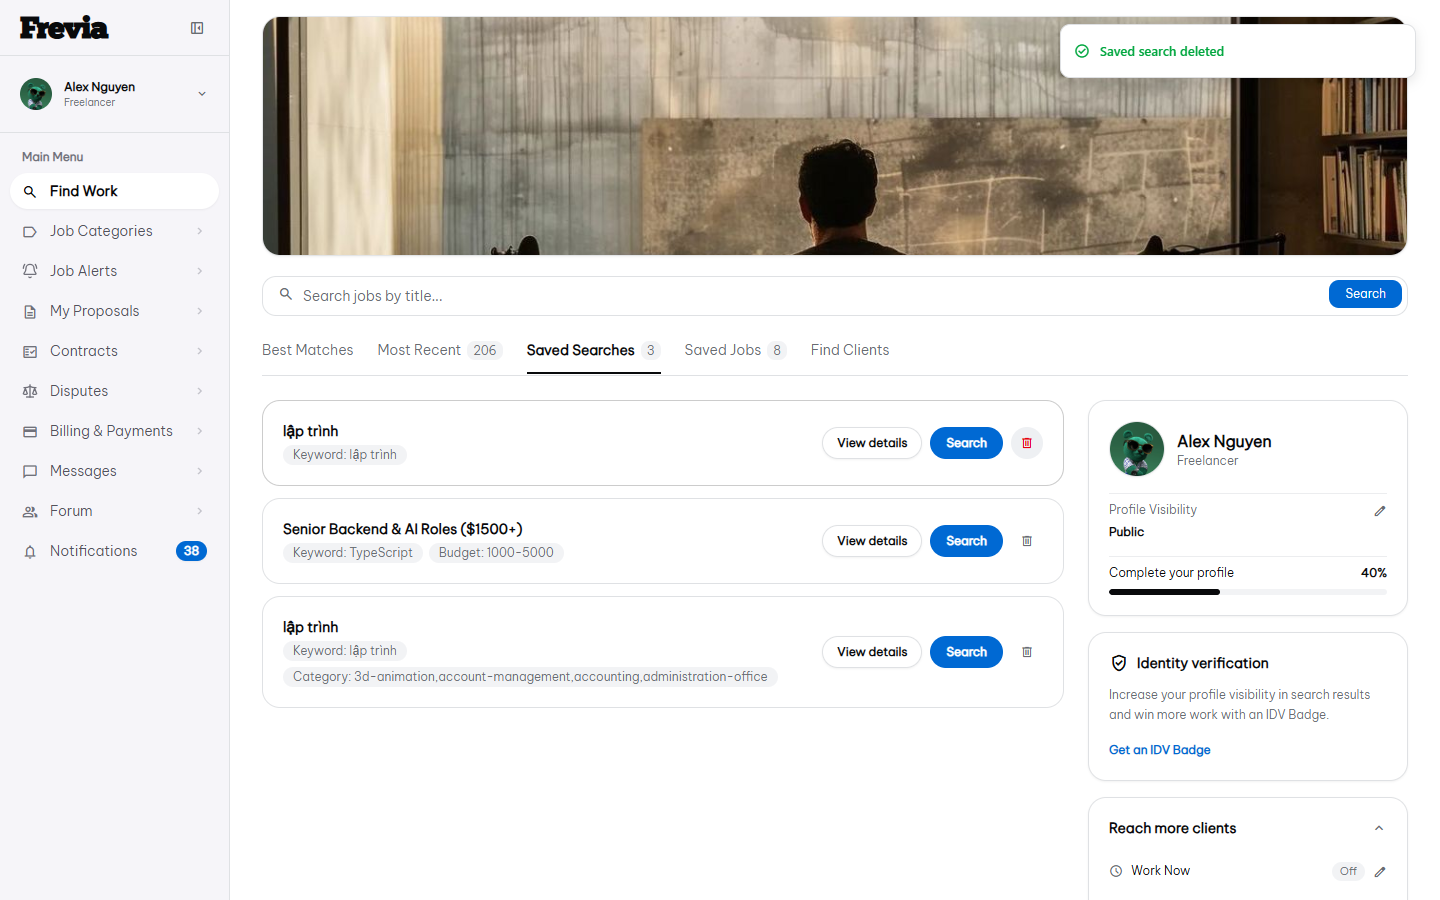 Frevia
Alex Nguyen
Freelancer
Main Menu
Find Work
Job Categories
Job Alerts
My Proposals
Contracts
Disputes
Billing & Payments
Messages
Forum
Notifications 38
Saved search deleted
Search jobs by title...
Search
Best Matches
Most Recent 206
Saved Searches 3
Saved Jobs 8
Find Clients
lập trình
Keyword: lập trình
View details
Search
Senior Backend & AI Roles ($1500+)
Keyword: TypeScript
Budget: 1000-5000
View details
Search
lập trình
Keyword: lập trình
Category: 3d-animation,account-management,accounting,administration-office
View details
Search
Alex Nguyen
Freelancer
Profile Visibility
Public
Complete your profile 40%
Identity verification
Increase your profile visibility in search results
and win more work with an IDV Badge.
Get an IDV Badge
Reach more clients
Work Now Off